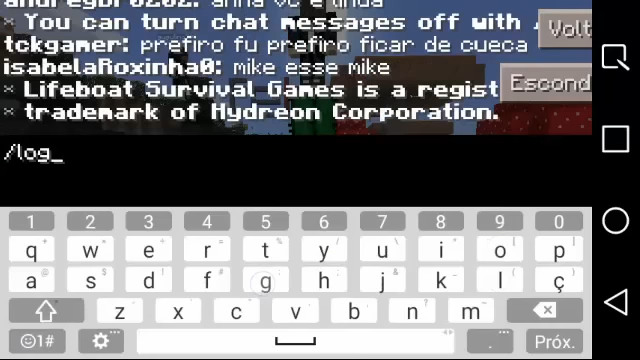 × You can turn chat messages off with
Volt
tckgamer: prefiro fu prefiro ficar de cueca
isabelaRoxinha0: mike esse mike
× Lifeboat Survival Games is a regist
Escond
× trademark of Hydreon Corporation.
/log_
1 2 3 4 5 6 7 8 9 0
q w e r t y u i o p
a s d f g h j k l ç
z x c v b n m
☺1# . Próx.